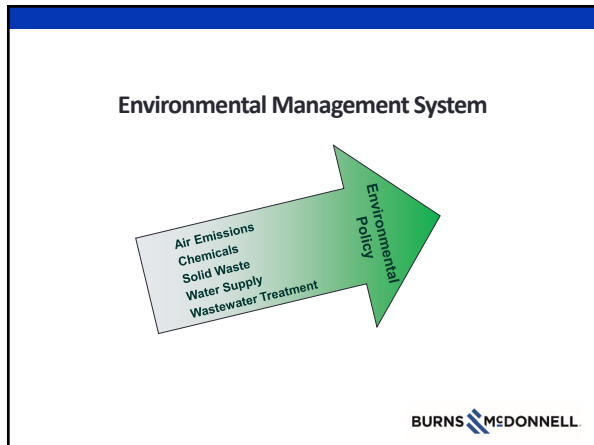 Environmental Management System
Air Emissions
Chemicals
Solid Waste
Water Supply
Wastewater Treatment
Environmental
Policy
BURNS McDONNELL.